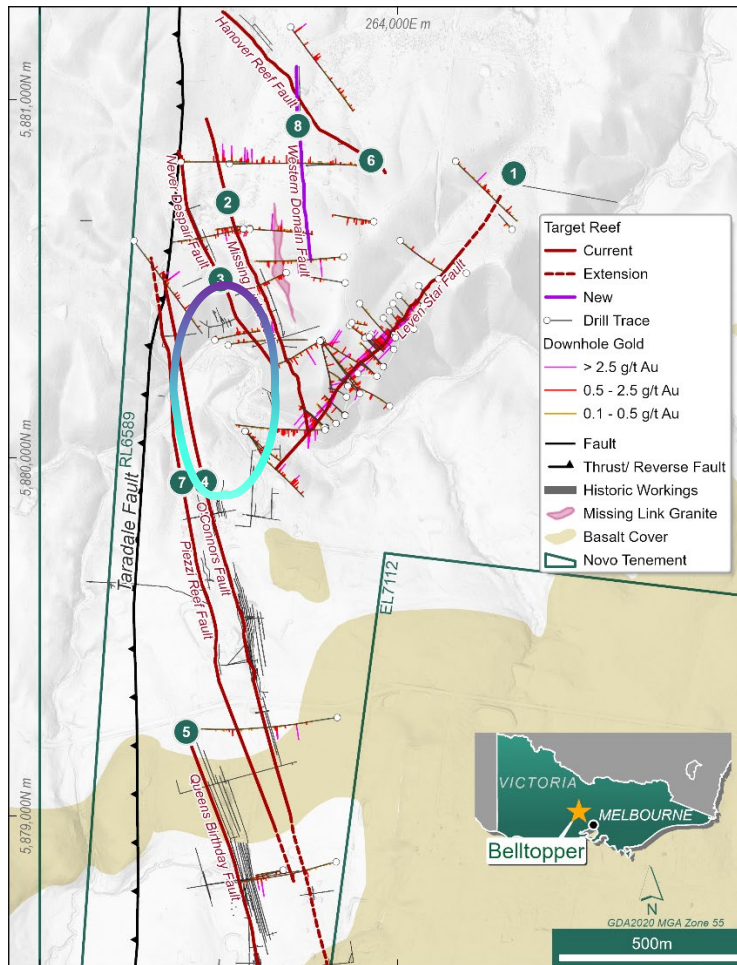 264,000E m
5,881,000N m
5,880,000N m
5,879,000N m
Hanover Reef Fault
8
6
1
Western Domain Fault
Never Despair Fault
2
Missing
3
Leven Star Fault
RL6589
Taradale Fault
7
4
O'Connors Fault
Piezzi Reef Fault
EL7112
5
Queens Birthday Fault...
Target Reef
Current
Extension
New
Drill Trace
Downhole Gold
> 2.5 g/t Au
0.5 - 2.5 g/t Au
0.1 - 0.5 g/t Au
Fault
Thrust/ Reverse Fault
Historic Workings
Missing Link Granite
Basalt Cover
Novo Tenement
VICTORIA
MELBOURNE
Belltopper
N
GDA2020 MGA Zone 55
500m